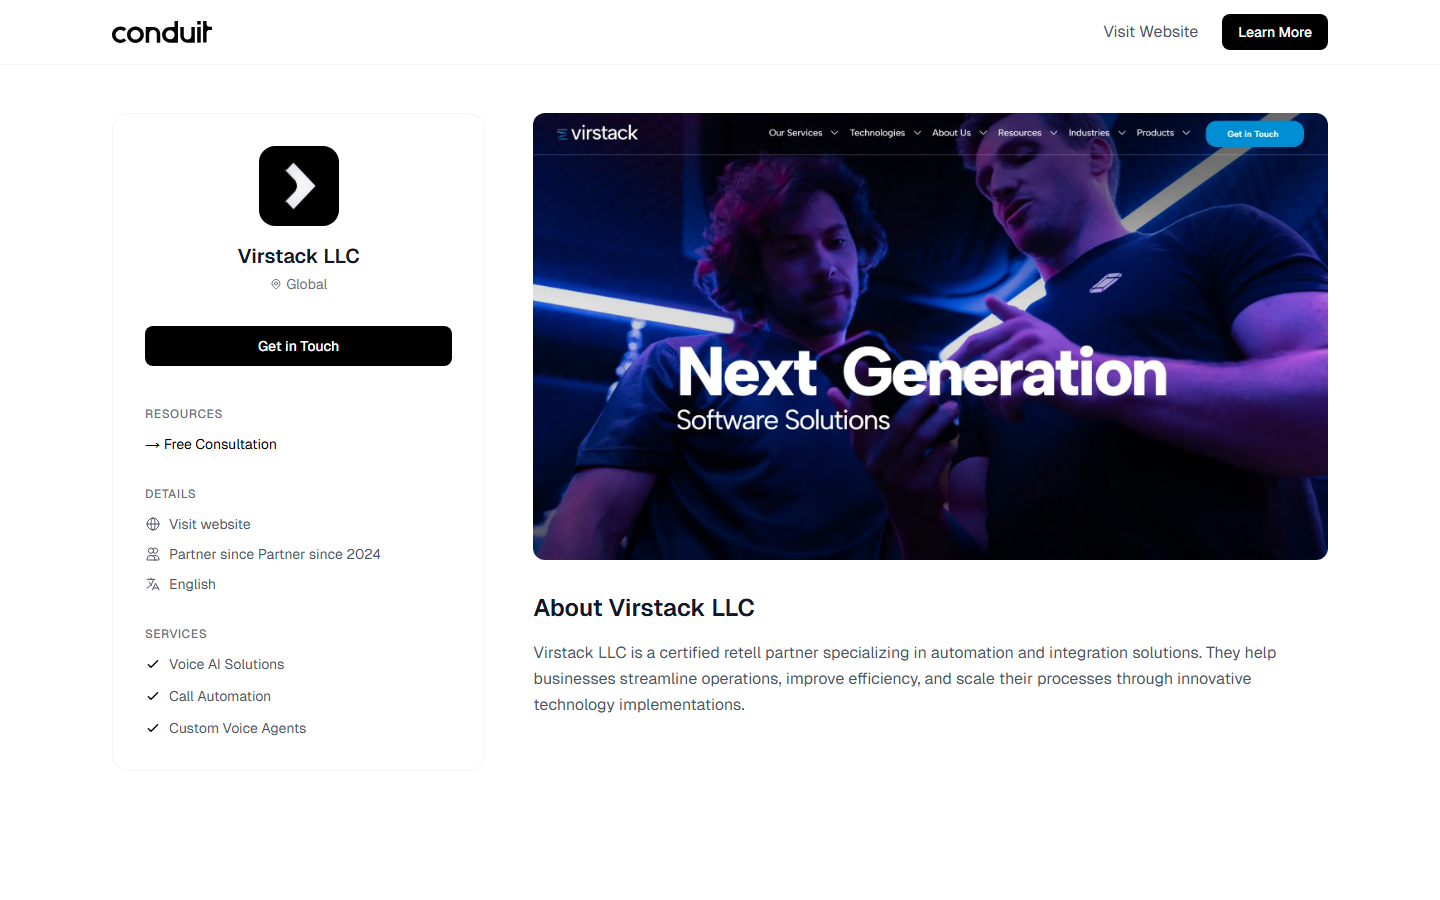 conduit
Visit Website
Learn More
Virstack LLC
Global
Get in Touch
RESOURCES
→ Free Consultation
DETAILS
Visit website
Partner since Partner since 2024
English
SERVICES
Voice AI Solutions
Call Automation
Custom Voice Agents
virstack
Our Services
Technologies
About Us
Resources
Industries
Products
Get in Touch
Next Generation
Software Solutions
About Virstack LLC
Virstack LLC is a certified retell partner specializing in automation and integration solutions. They help
businesses streamline operations, improve efficiency, and scale their processes through innovative
technology implementations.